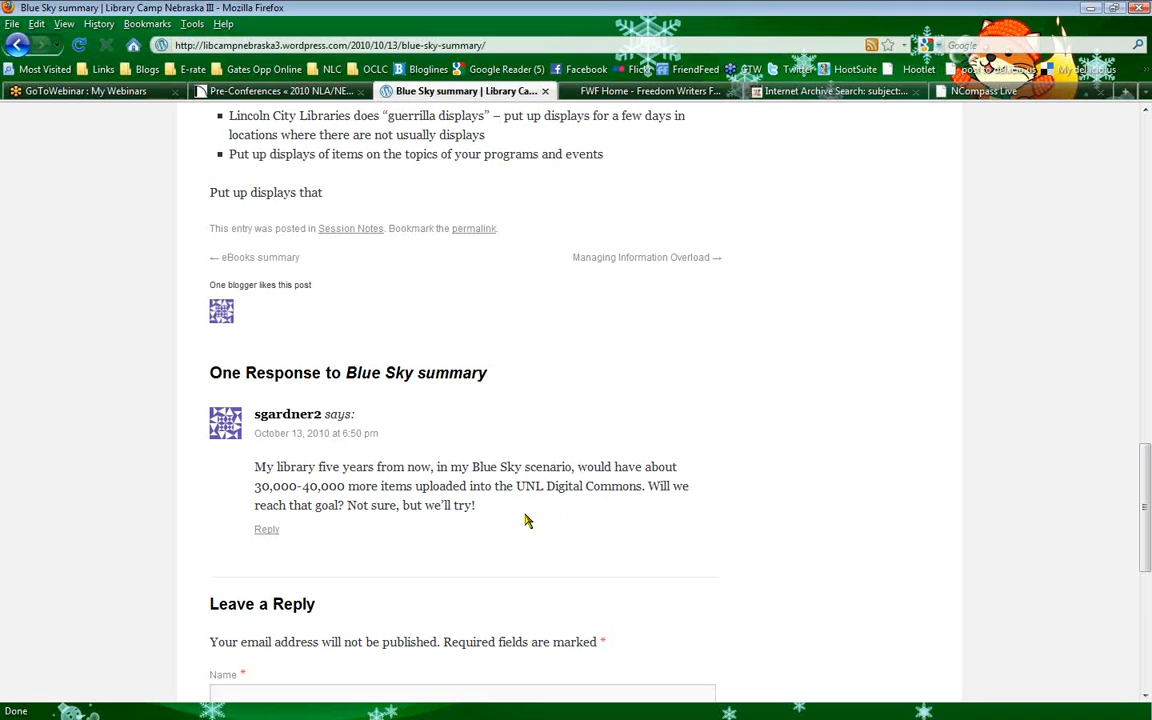 Blue Sky summary | Library Camp Nebraska III - Mozilla Firefox
File Edit View History Bookmarks Tools Help
http://libcampnebraska3.wordpress.com/2010/10/13/blue-sky-summary/
Google
Most Visited Links Blogs E-rate Gates Opp Online NLC OCLC Bloglines Google Reader (5) Facebook Flickr FriendFeed GTW Twitter HootSuite Hootlet post to del.icio.us My del.icio.us
GoToWebinar : My Webinars Pre-Conferences « 2010 NLA/NE... Blue Sky summary | Library Ca... FWF Home - Freedom Writers F... Internet Archive Search: subject:... NCompass Live
Lincoln City Libraries does “guerrilla displays” – put up displays for a few days in
locations where there are not usually displays
Put up displays of items on the topics of your programs and events
Put up displays that
This entry was posted in Session Notes. Bookmark the permalink.
← eBooks summary Managing Information Overload →
One blogger likes this post
One Response to Blue Sky summary
sgardner2 says:
October 13, 2010 at 6:50 pm
My library five years from now, in my Blue Sky scenario, would have about
30,000-40,000 more items uploaded into the UNL Digital Commons. Will we
reach that goal? Not sure, but we’ll try!
Reply
Leave a Reply
Your email address will not be published. Required fields are marked *
Name *
Done